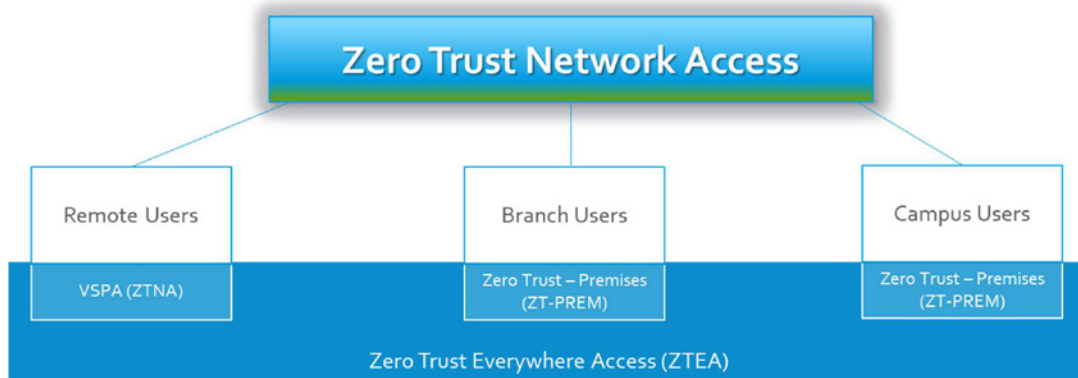 Zero Trust Network Access
Remote Users
Branch Users
Campus Users
VSPA (ZTNA)
Zero Trust – Premises
(ZT-PREM)
Zero Trust – Premises
(ZT-PREM)
Zero Trust Everywhere Access (ZTEA)